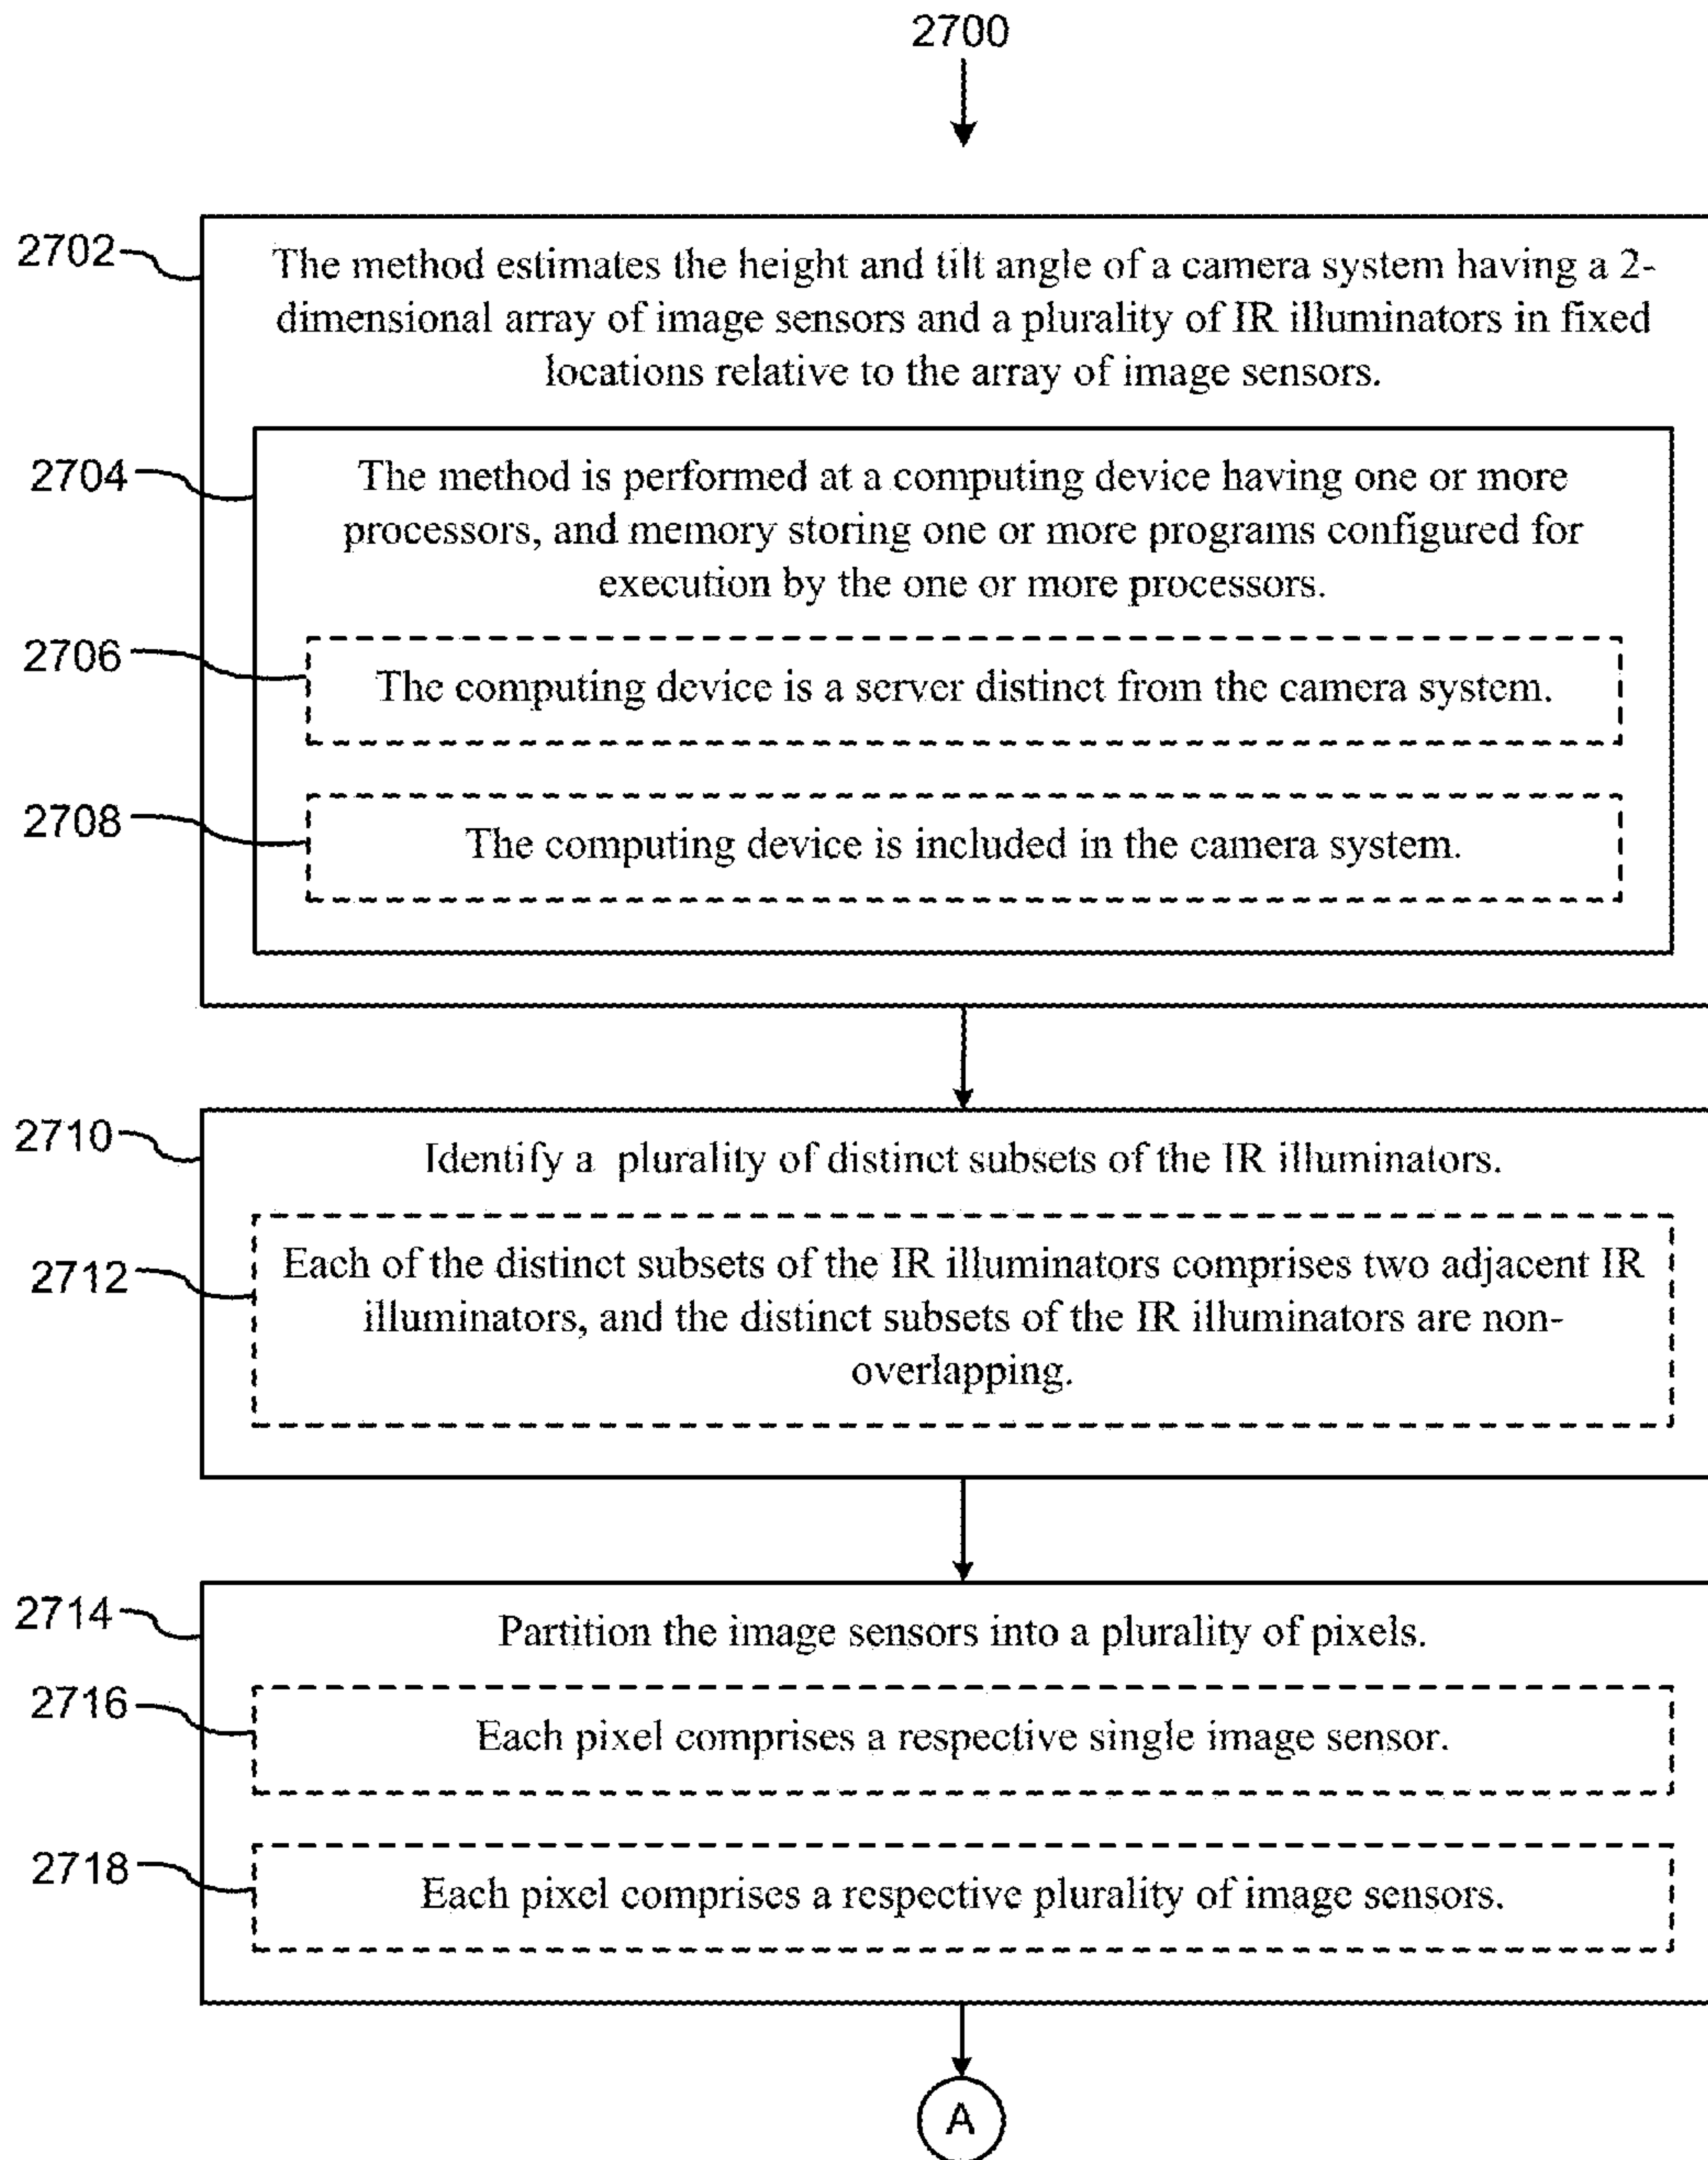 2700
2702
The method estimates the height and tilt angle of a camera system having a 2-
dimensional array of image sensors and a plurality of IR illuminators in fixed
locations relative to the array of image sensors.
2704
The method is performed at a computing device having one or more
processors, and memory storing one or more programs configured for
execution by the one or more processors.
2706
The computing device is a server distinct from the camera system.
2708
The computing device is included in the camera system.
2710
Identify a plurality of distinct subsets of the IR illuminators.
2712
Each of the distinct subsets of the IR illuminators comprises two adjacent IR
illuminators, and the distinct subsets of the IR illuminators are non-
overlapping.
2714
Partition the image sensors into a plurality of pixels.
2716
Each pixel comprises a respective single image sensor.
2718
Each pixel comprises a respective plurality of image sensors.
A